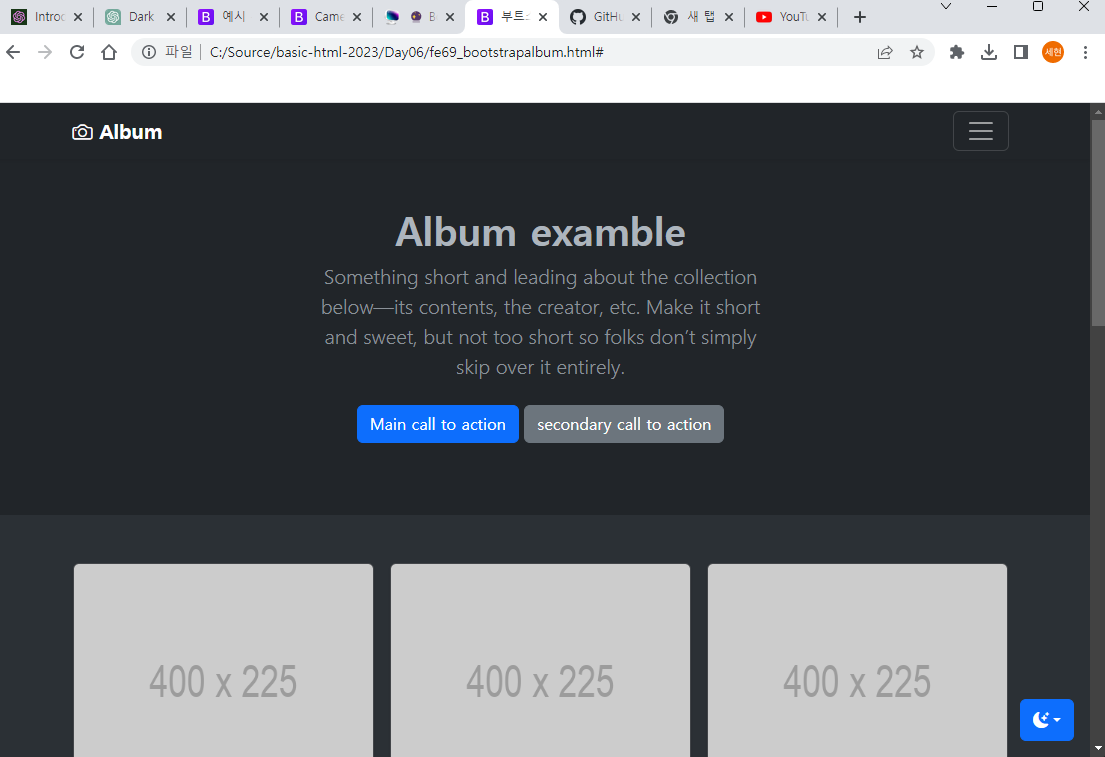 Introc
Dark
예시
Came
B
부트스
GitHu
새 탭
YouTu
파일
C:/Source/basic-html-2023/Day06/fe69_bootstrapalbum.html#
세현
Album
Album examble
Something short and leading about the collection
below—its contents, the creator, etc. Make it short
and sweet, but not too short so folks don’t simply
skip over it entirely.
Main call to action secondary call to action
400 x 225
400 x 225
400 x 225